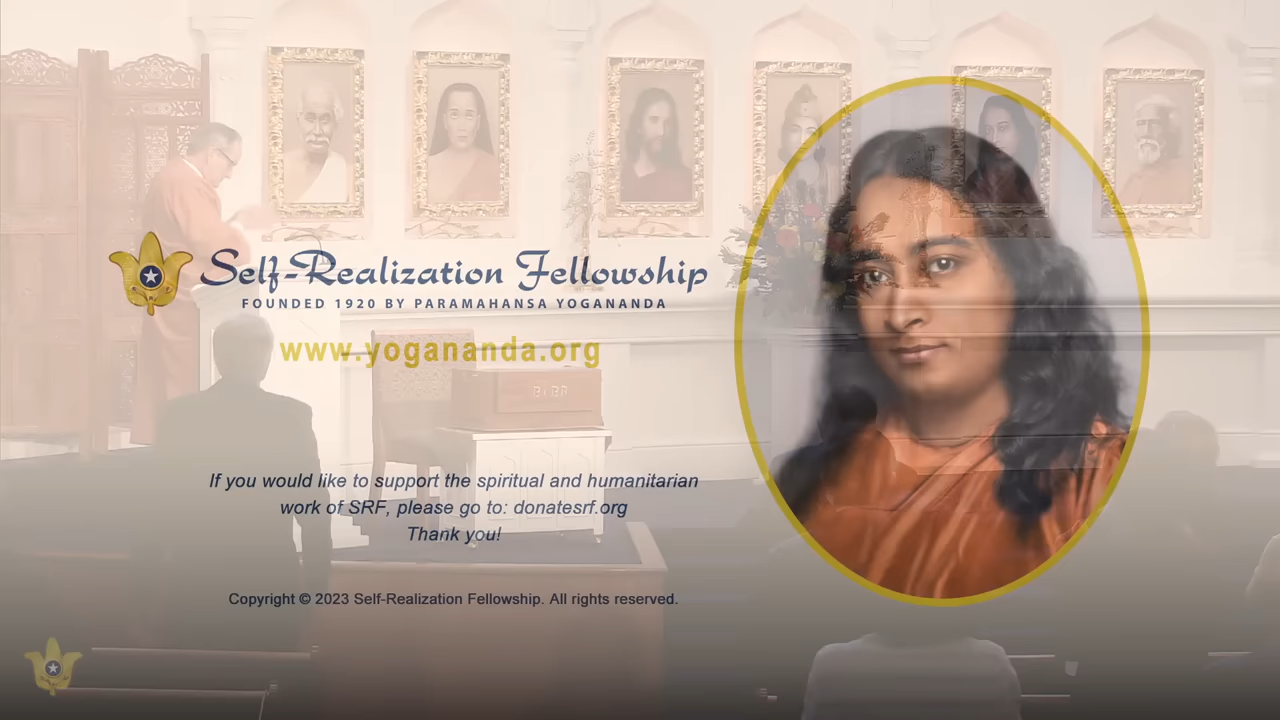 Self-Realization Fellowship
FOUNDED 1920 BY PARAMAHANSA YOGANANDA
www.yogananda.org
If you would like to support the spiritual and humanitarian
work of SRF, please go to: donatesrf.org
Thank you!
Copyright © 2023 Self-Realization Fellowship. All rights reserved.